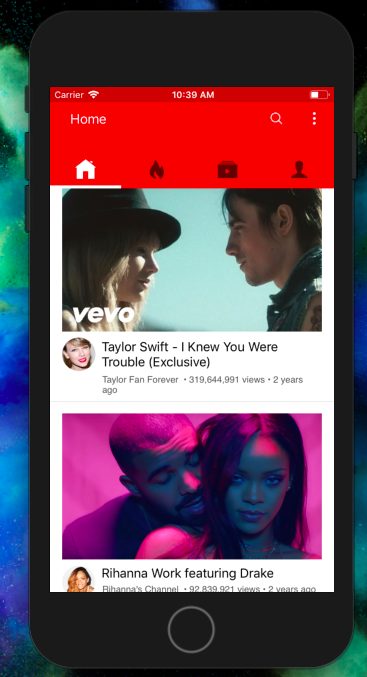 Carrier
10:39 AM
Home
vevo
Taylor Swift - I Knew You Were
Trouble (Exclusive)
Taylor Fan Forever • 319,644,991 views • 2 years
ago
Rihanna Work featuring Drake
Rihanna's Channel • 92,839,921 views • 2 years ago